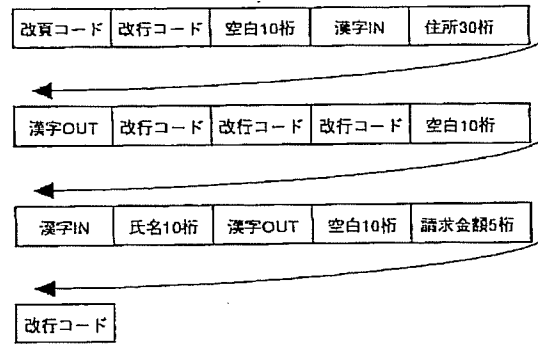 改頁コード 改行コード 空白10桁 漢字IN 住所30桁
漢字OUT 改行コード 改行コード 改行コード 空白10桁
漢字IN 氏名10桁 漢字OUT 空白10桁 請求金額5桁
改行コード